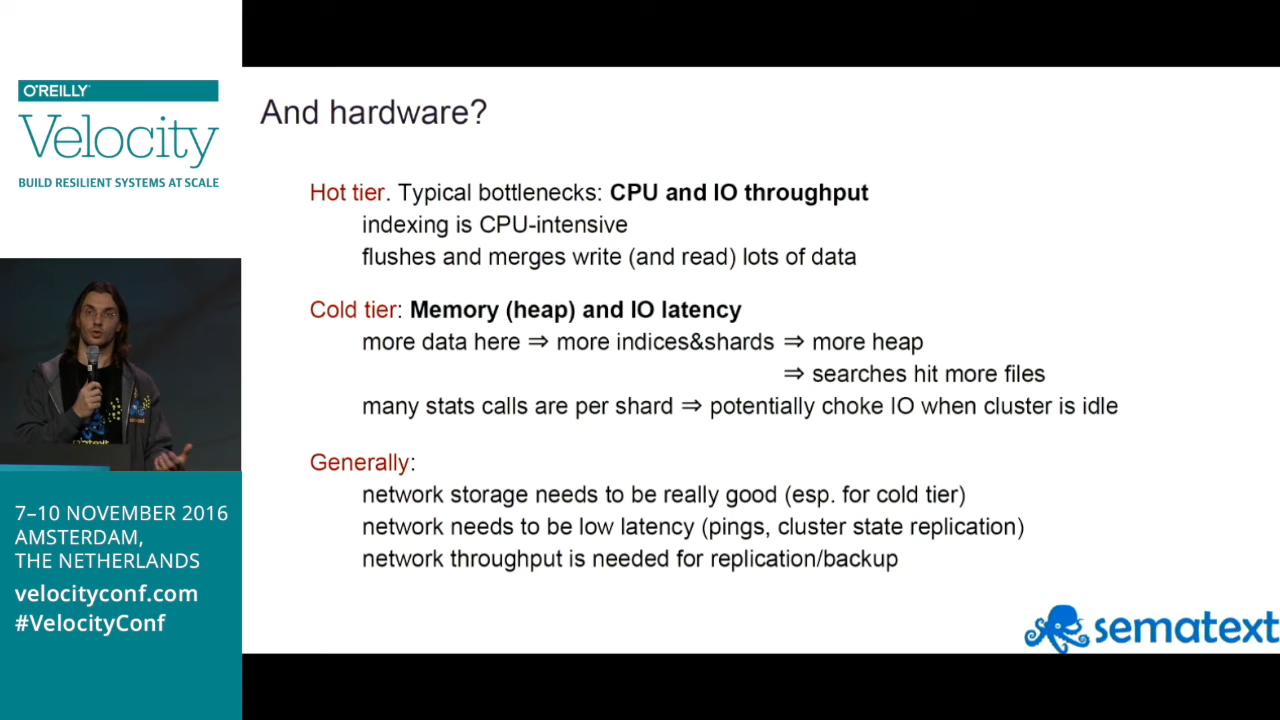 O'REILLY®
Velocity
BUILD RESILIENT SYSTEMS AT SCALE
7–10 NOVEMBER 2016
AMSTERDAM,
THE NETHERLANDS
velocityconf.com
#VelocityConf
And hardware?
Hot tier. Typical bottlenecks: CPU and IO throughput
indexing is CPU-intensive
flushes and merges write (and read) lots of data
Cold tier: Memory (heap) and IO latency
more data here ⇒ more indices&shards ⇒ more heap
⇒ searches hit more files
many stats calls are per shard ⇒ potentially choke IO when cluster is idle
Generally:
network storage needs to be really good (esp. for cold tier)
network needs to be low latency (pings, cluster state replication)
network throughput is needed for replication/backup
sematext